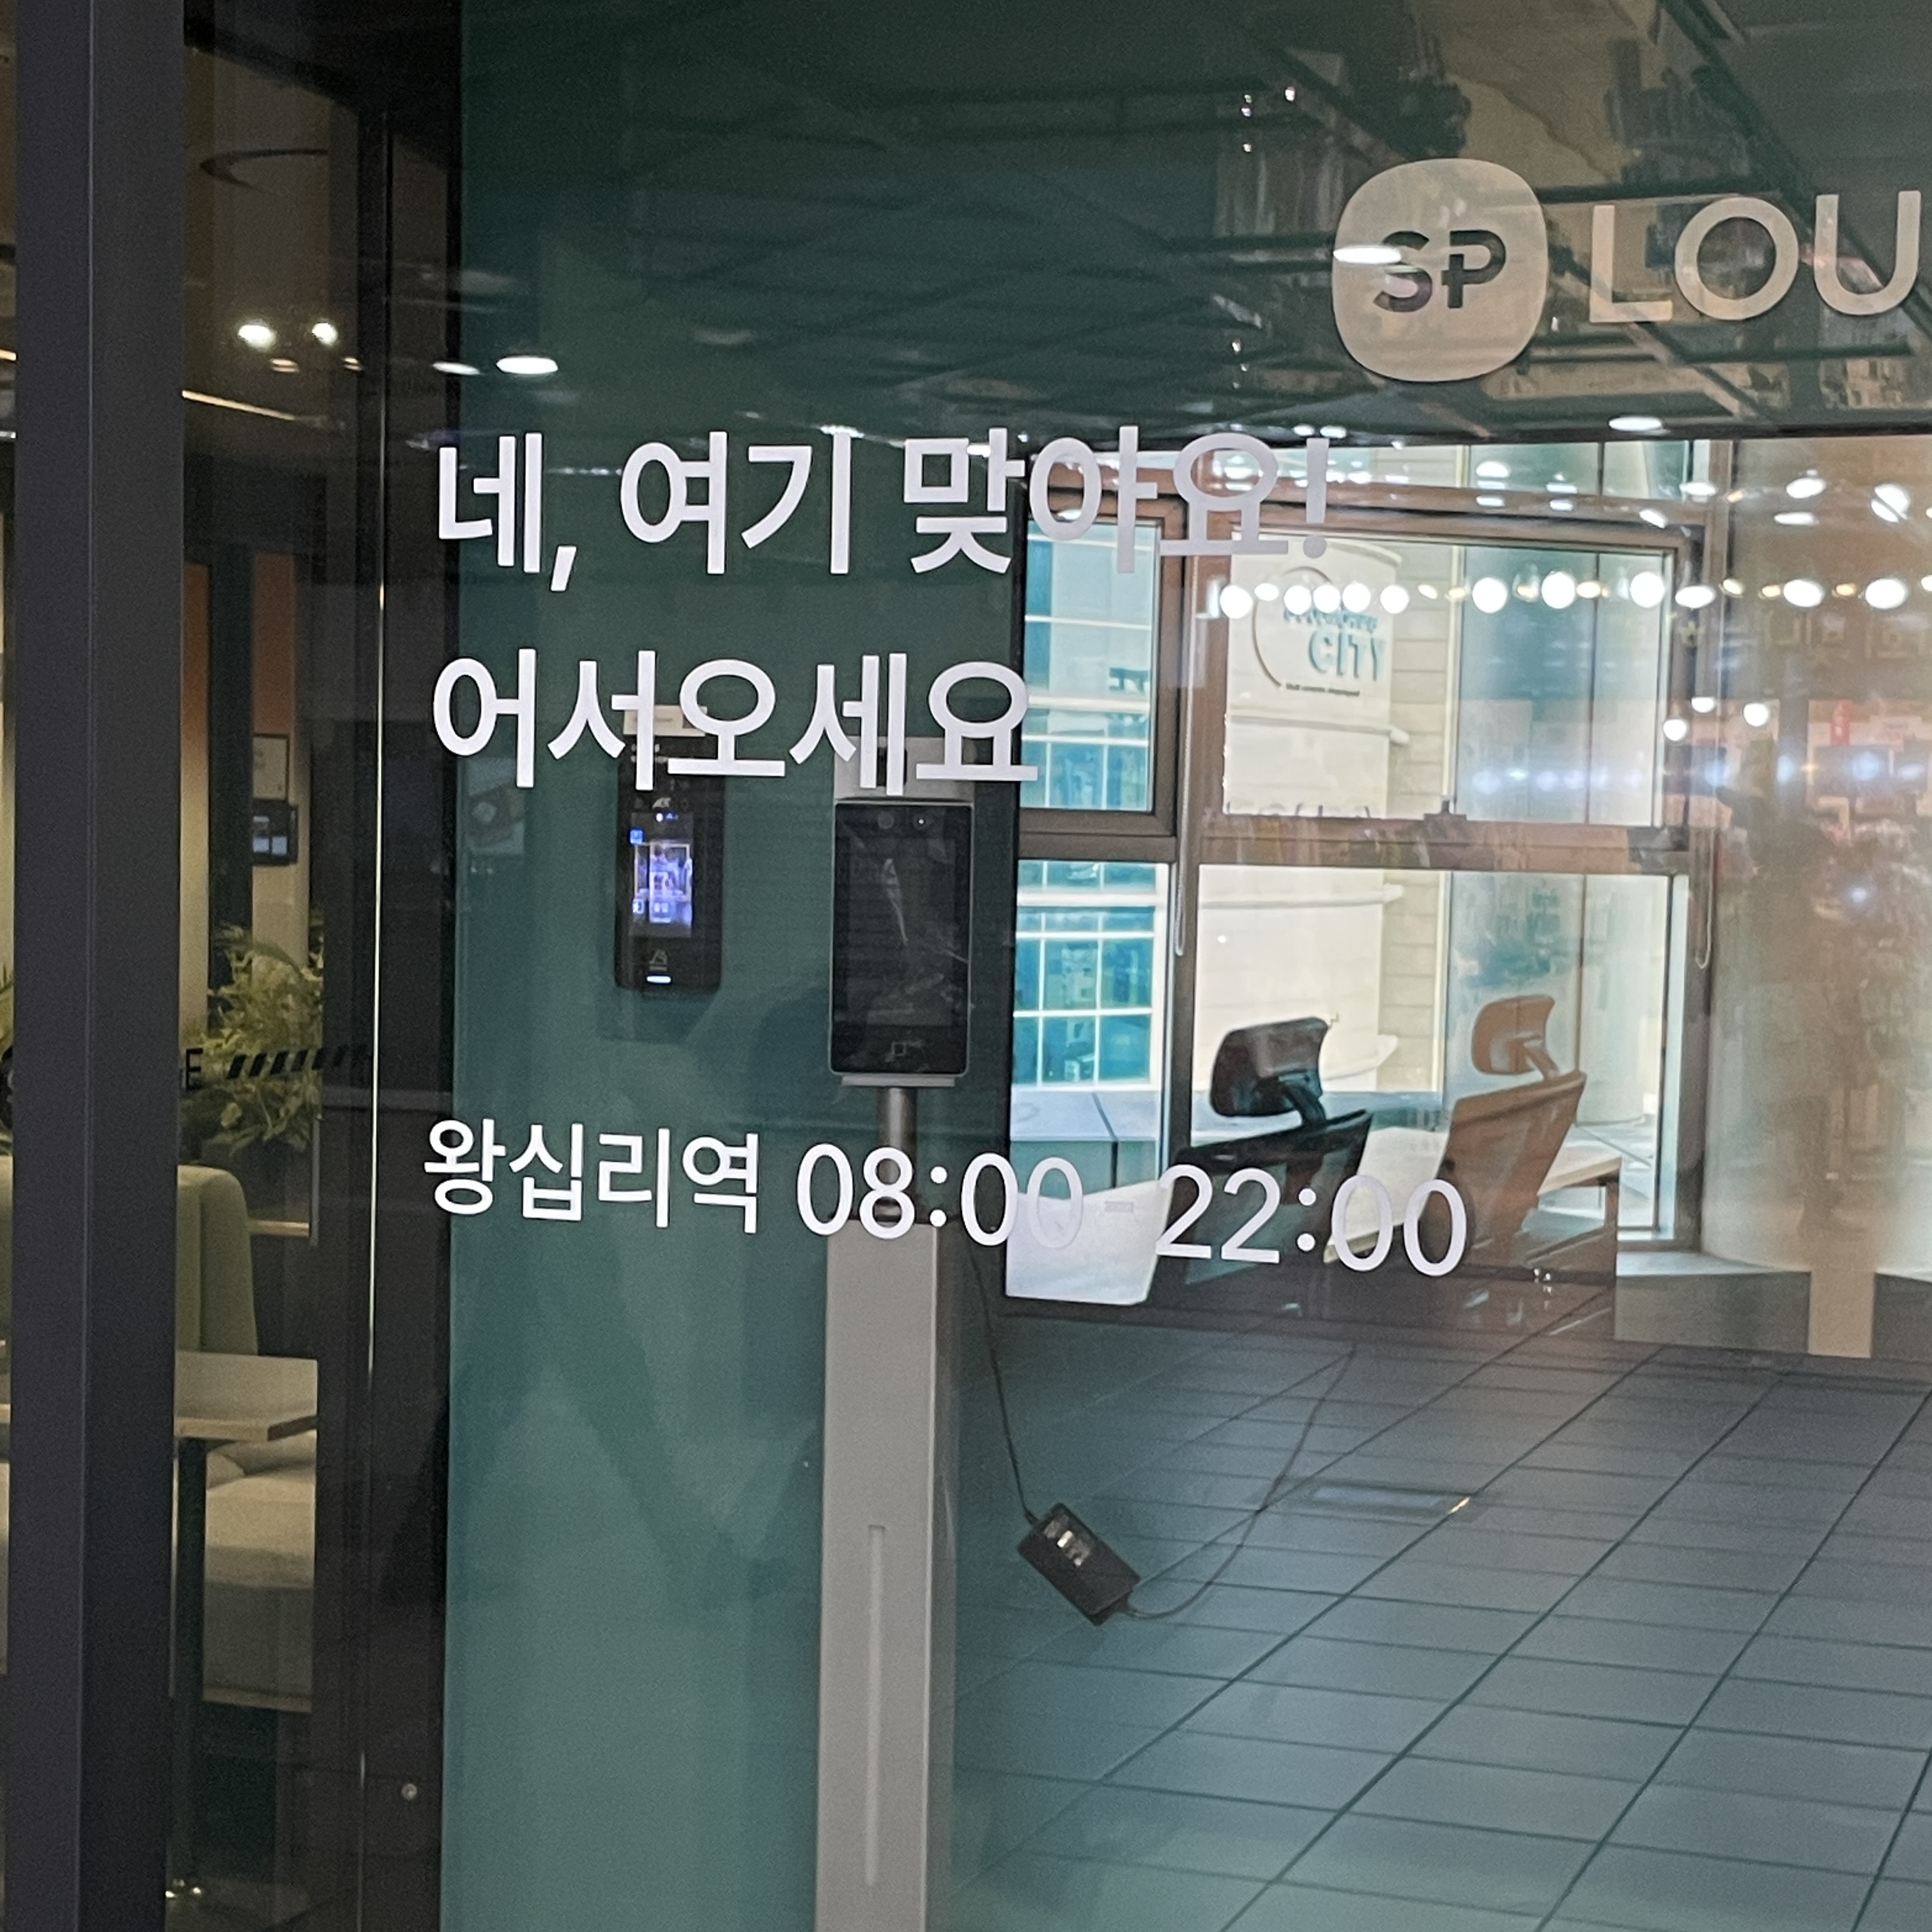 SP LOU
네, 여기 맞아요!
어서오세요
CITY
왕십리역 08:00 - 22:00